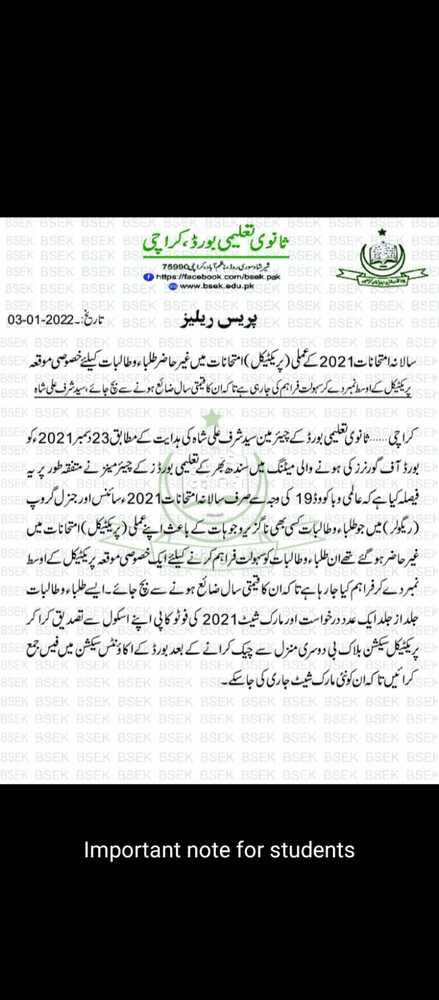 ثانوی تعلیمی بورڈ، کراچی
شیر شاہ سوری روڈ، ناظم آباد، کراچی 75990
https://facebook.com/bsek.pak
www.bsek.edu.pk
پریس ریلیز
تاریخ:۔ 03-01-2022
سالانہ امتحانات 2021 کے عملی (پریکٹیکل) امتحانات میں غیر حاضر طلباء و طالبات کیلئے خصوصی موقعہ
پریکٹیکل کے اوسط نمبر دے کر سہولت فراہم کی جا رہی ہے تاکہ ان کا قیمتی سال ضائع ہونے سے بچ جائے، سید شرف علی شاہ
کراچی ...... ثانوی تعلیمی بورڈ کے چیئرمین سید شرف علی شاہ کی ہدایت کے مطابق 23 دسمبر 2021ء کو
بورڈ آف گورنرز کی ہونے والی میٹنگ میں سندھ بھر کے تعلیمی بورڈز کے چیئرمینز نے متفقہ طور پر یہ
فیصلہ کیا ہے کہ عالمی وبا کووڈ 19 کی وجہ سے صرف سالانہ امتحانات 2021ء سائنس اور جنرل گروپ
(ریگولر) میں جو طلباء و طالبات کسی بھی ناگزیر وجوہات کے باعث اپنے عملی (پریکٹیکل) امتحانات میں
غیر حاضر ہو گئے تھے ان طلباء و طالبات کو سہولت فراہم کرنے کیلئے ایک خصوصی موقعہ پریکٹیکل کے اوسط
نمبر دے کر فراہم کیا جا رہا ہے تاکہ ان کا قیمتی سال ضائع ہونے سے بچ جائے۔ ایسے طلباء و طالبات
جلد از جلد ایک عدد درخواست اور مارک شیٹ 2021 کی فوٹو کاپی اپنے اسکول سے تصدیق کرا کر
پریکٹیکل سیکشن بلاک بی دوسری منزل سے چیک کرانے کے بعد بورڈ کے اکاؤنٹس سیکشن میں فیس جمع
کرائیں تاکہ ان کو نئی مارک شیٹ جاری کی جا سکے۔
Important note for students